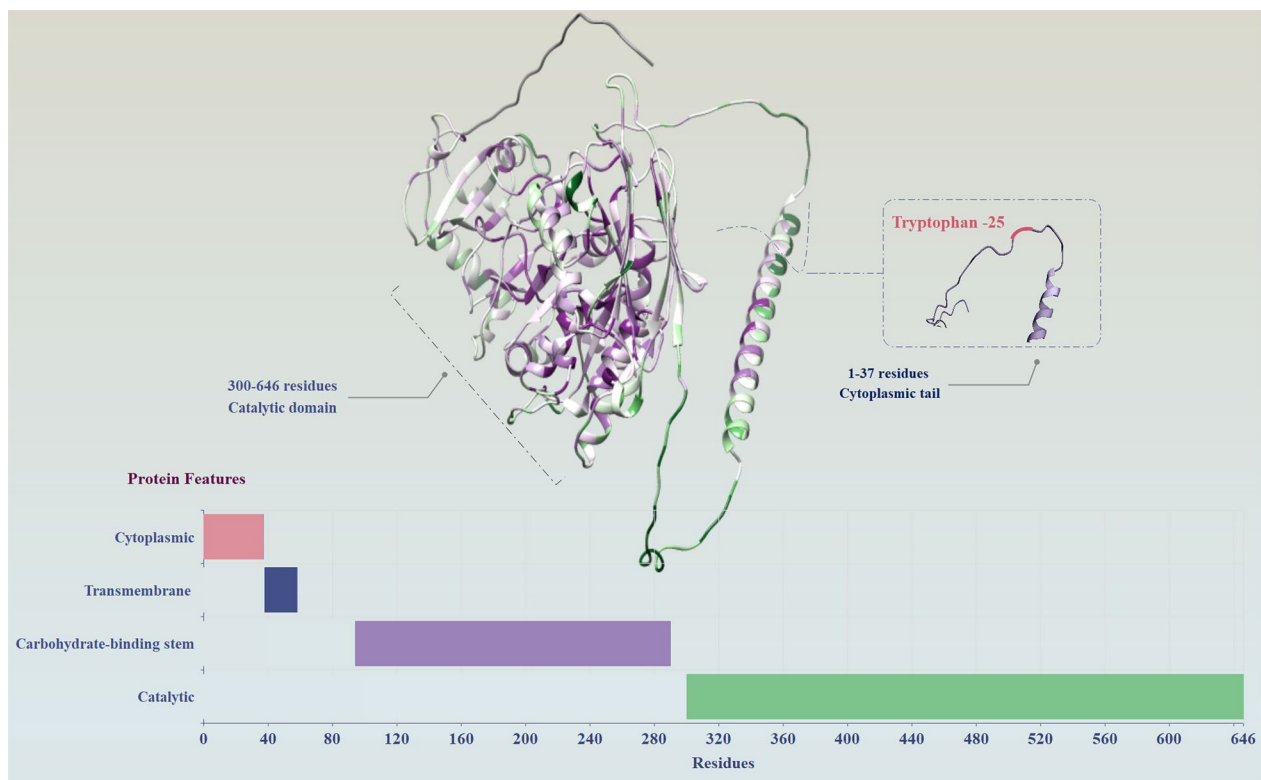 Tryptophan -25
1-37 residues
Cytoplasmic tail
300-646 residues
Catalytic domain
Protein Features
Cytoplasmic
Transmembrane
Carbohydrate-binding stem
Catalytic
0 40 80 120 160 200 240 280 320 360 400 440 480 520 560 600 646
Residues